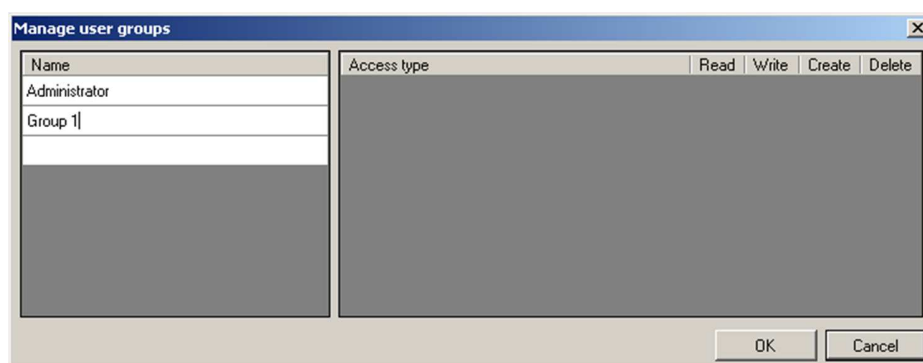 Manage user groups
Name
Access type Read Write Create Delete
Administrator
Group 1
OK Cancel